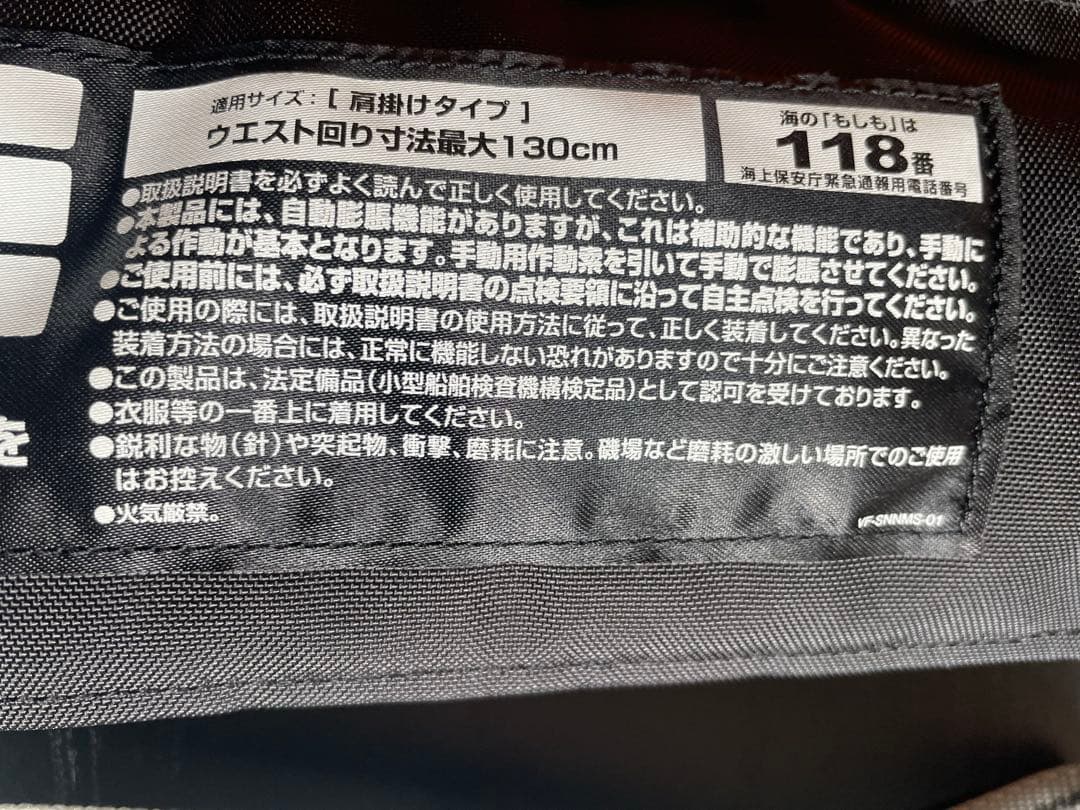 適用サイズ：[ 肩掛けタイプ ]
ウエスト回り寸法最大130cm
海の「もしも」は
118番
海上保安庁緊急通報用電話番号
●取扱説明書を必ずよく読んで正しく使用してください。
●本製品には、自動膨脹機能がありますが、これは補助的な機能であり、手動に
よる作動が基本となります。手動用作動索を引いて手動で膨脹させてください。
●ご使用前には、必ず取扱説明書の点検要領に沿って自主点検を行ってください。
●ご使用の際には、取扱説明書の使用方法に従って、正しく装着してください。異なった
装着方法の場合には、正常に機能しない恐れがありますので十分にご注意ください。
●この製品は、法定備品(小型船舶検査機構検定品)として認可を受けております。
●衣服等の一番上に着用してください。
●鋭利な物(針)や突起物、衝撃、磨耗に注意。磯場など磨耗の激しい場所でのご使用
はお控えください。
●火気厳禁。
VF-SNNMS-01
を